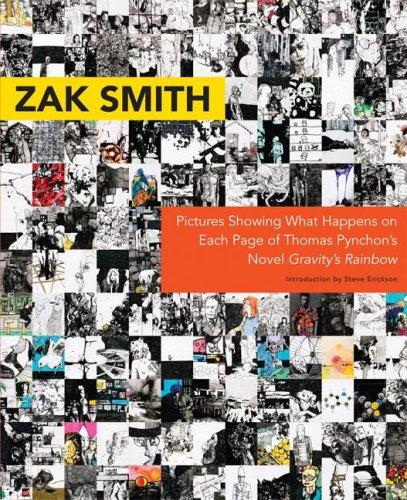 ZAK SMITH
Pictures Showing What Happens on
Each Page of Thomas Pynchon's
Novel Gravity's Rainbow
Introduction by Steve Erickson